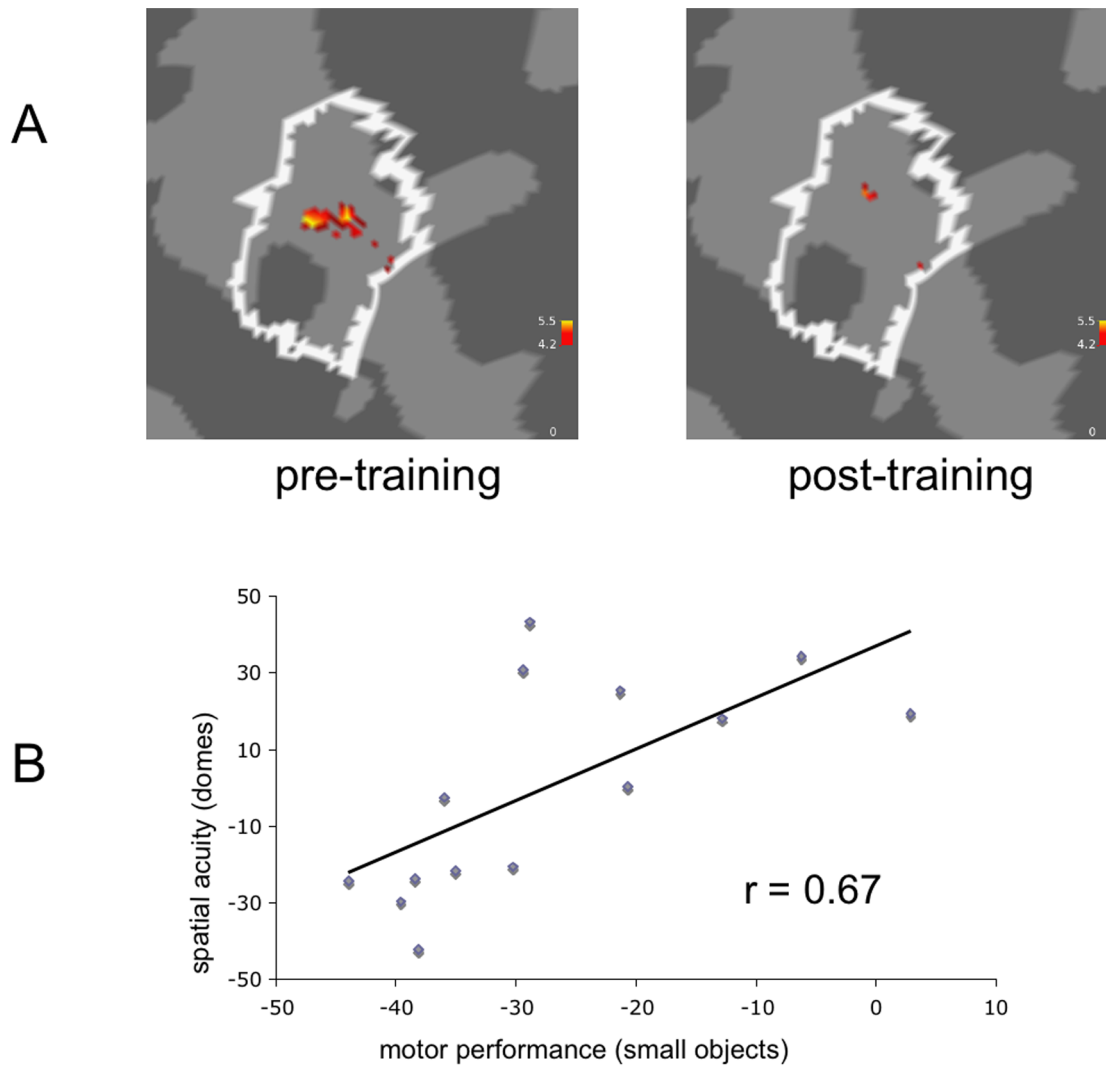 A
5.5
4.2
0
5.5
4.2
0
pre-training
post-training
B
50
30
10
-10
-30
-50
spatial acuity (domes)
r = 0.67
-50 -40 -30 -20 -10 0 10
motor performance (small objects)